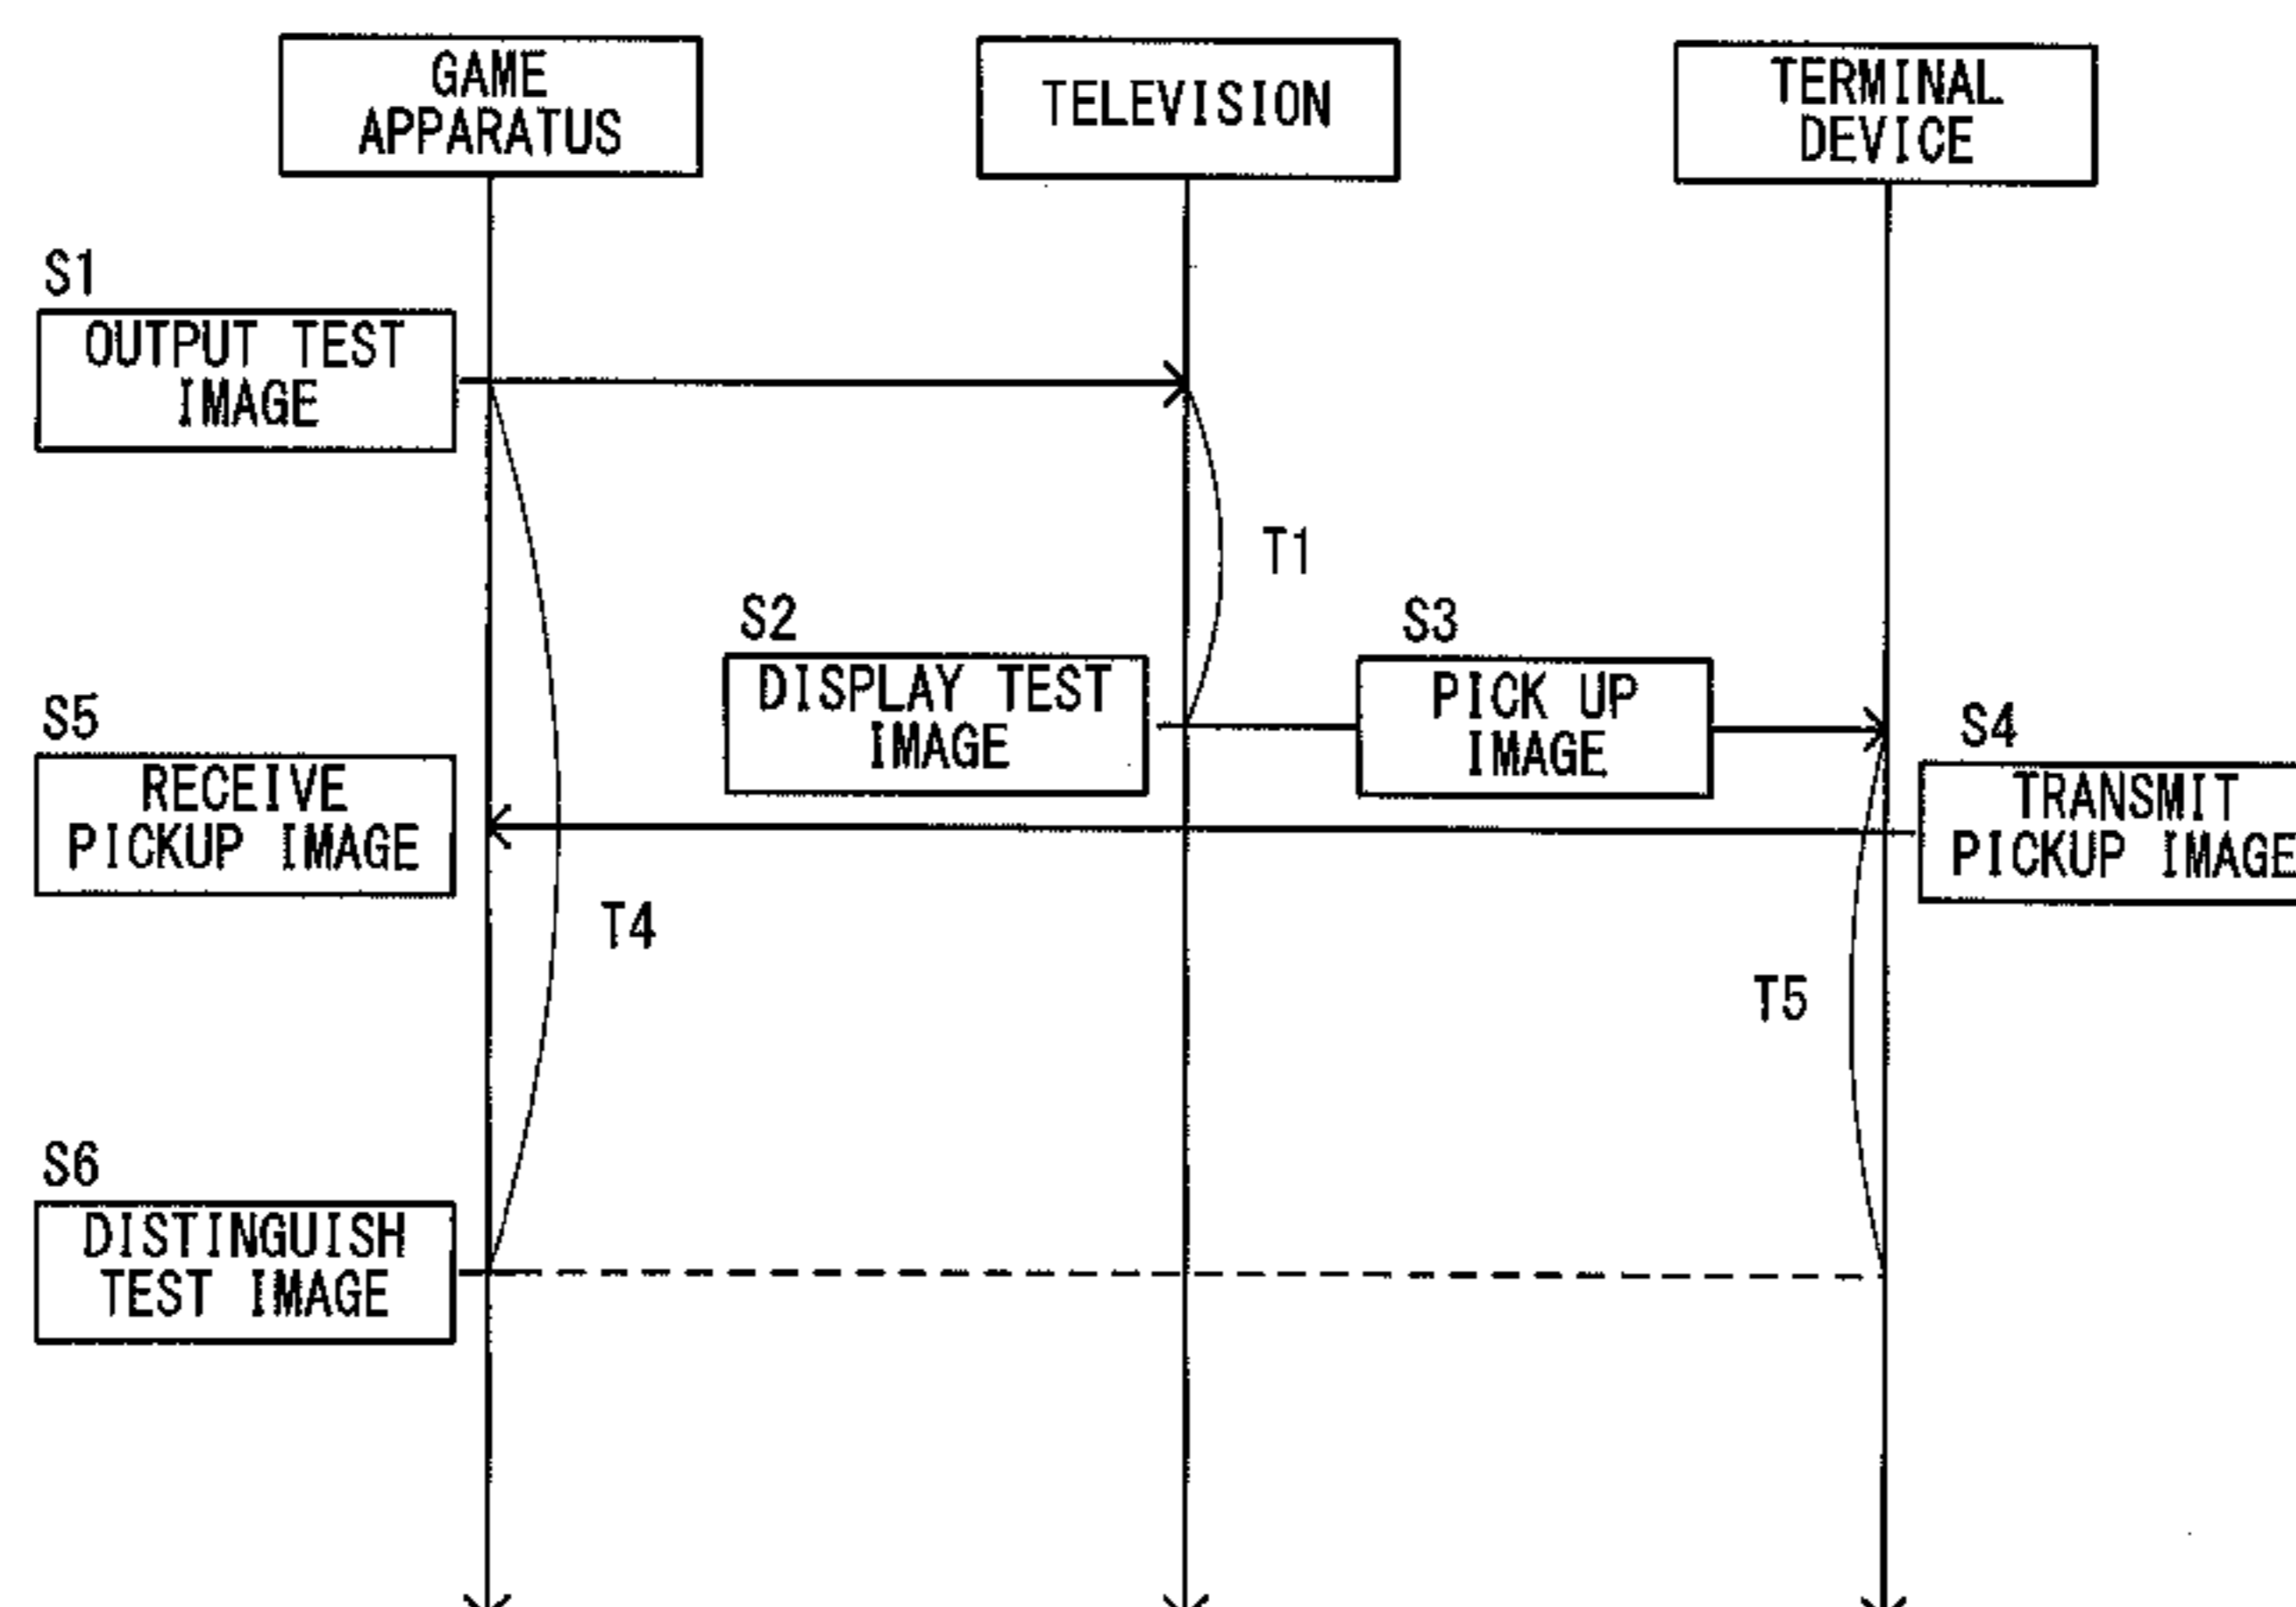 GAME
APPARATUS
TELEVISION
TERMINAL
DEVICE
S1
OUTPUT TEST
IMAGE
T1
S2
DISPLAY TEST
IMAGE
S3
PICK UP
IMAGE
S4
TRANSMIT
PICKUP IMAGE
S5
RECEIVE
PICKUP IMAGE
T4
T5
S6
DISTINGUISH
TEST IMAGE